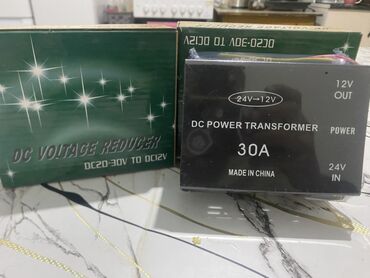 DC VOLTAGE REDUCER
DC20-30V TO DC12V
DC20-30V TO DC12V
24V→12V
DC POWER TRANSFORMER
30A
MADE IN CHINA
12V
OUT
POWER
24V
IN